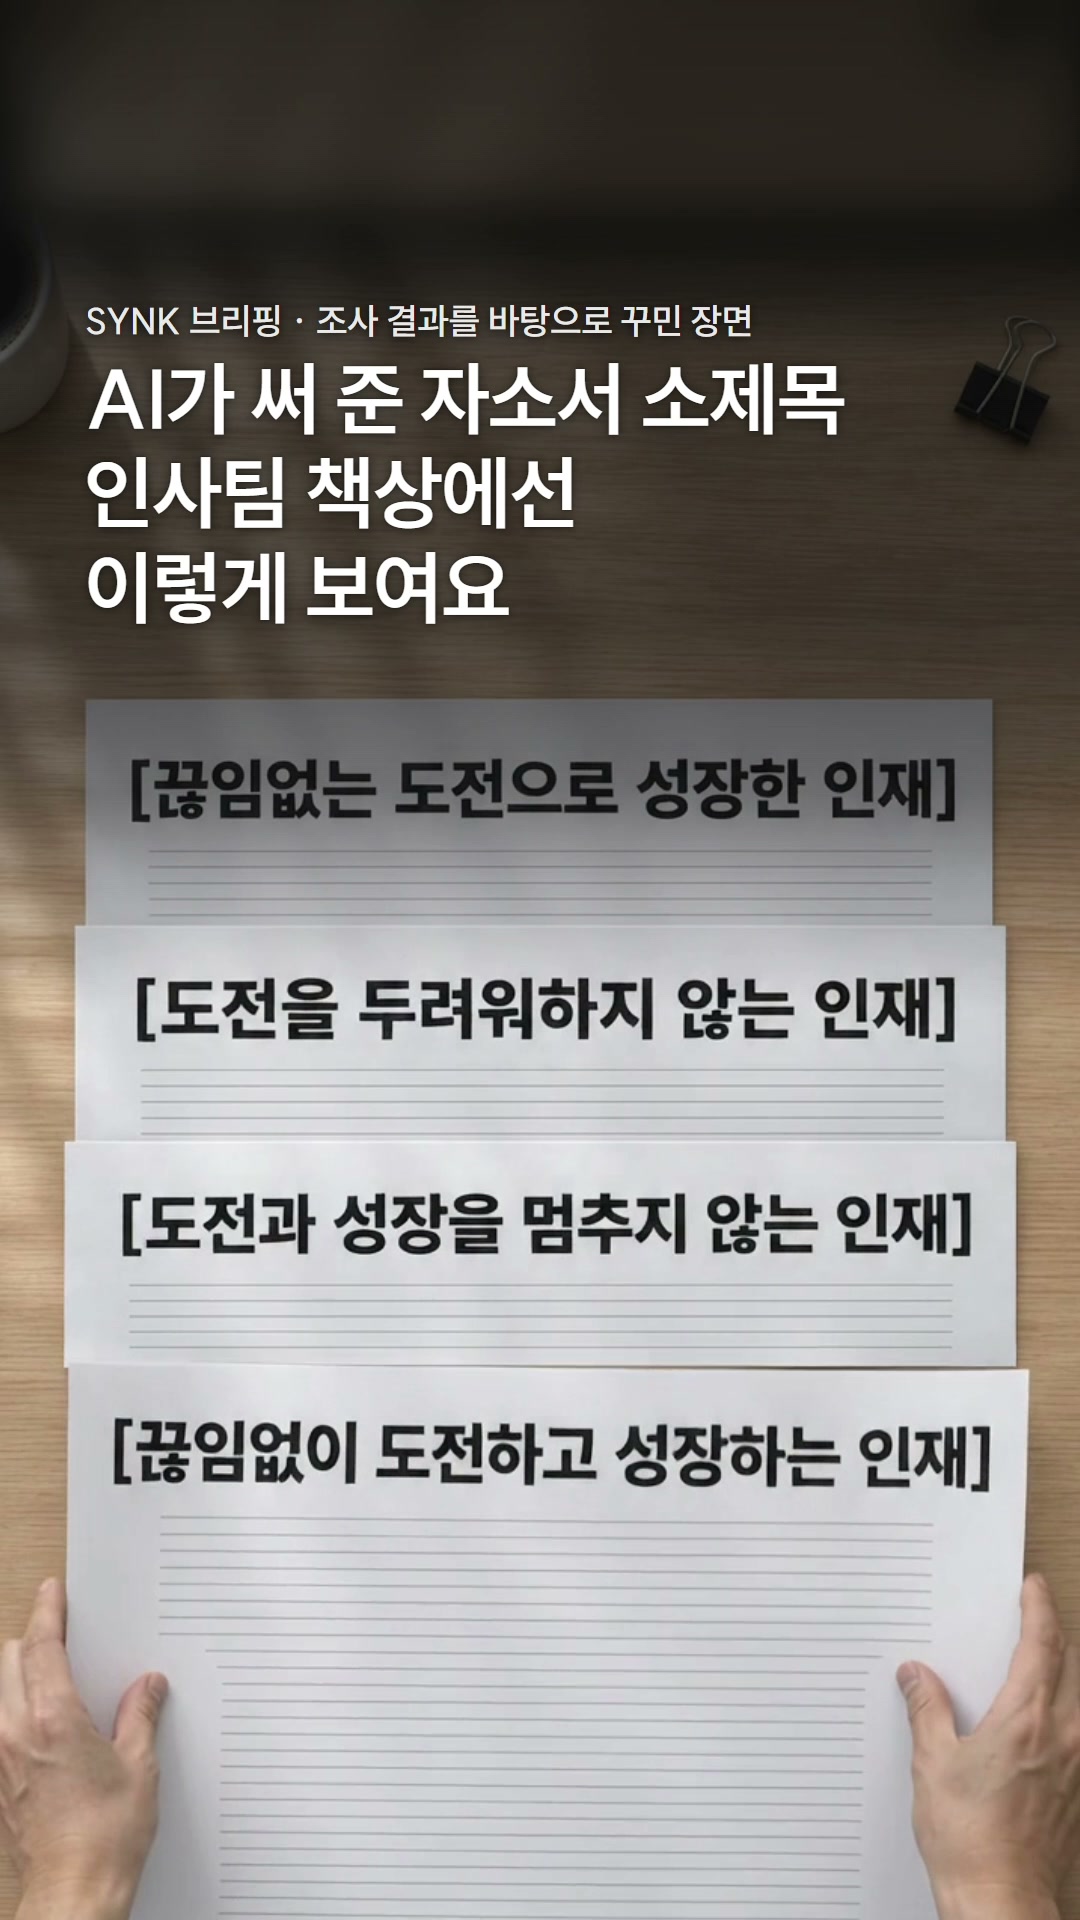 SYNK 브리핑 · 조사 결과를 바탕으로 꾸민 장면
AI가 써 준 자소서 소제목
인사팀 책상에선
이렇게 보여요
[끊임없는 도전으로 성장한 인재]
[도전을 두려워하지 않는 인재]
[도전과 성장을 멈추지 않는 인재]
[끊임없이 도전하고 성장하는 인재]